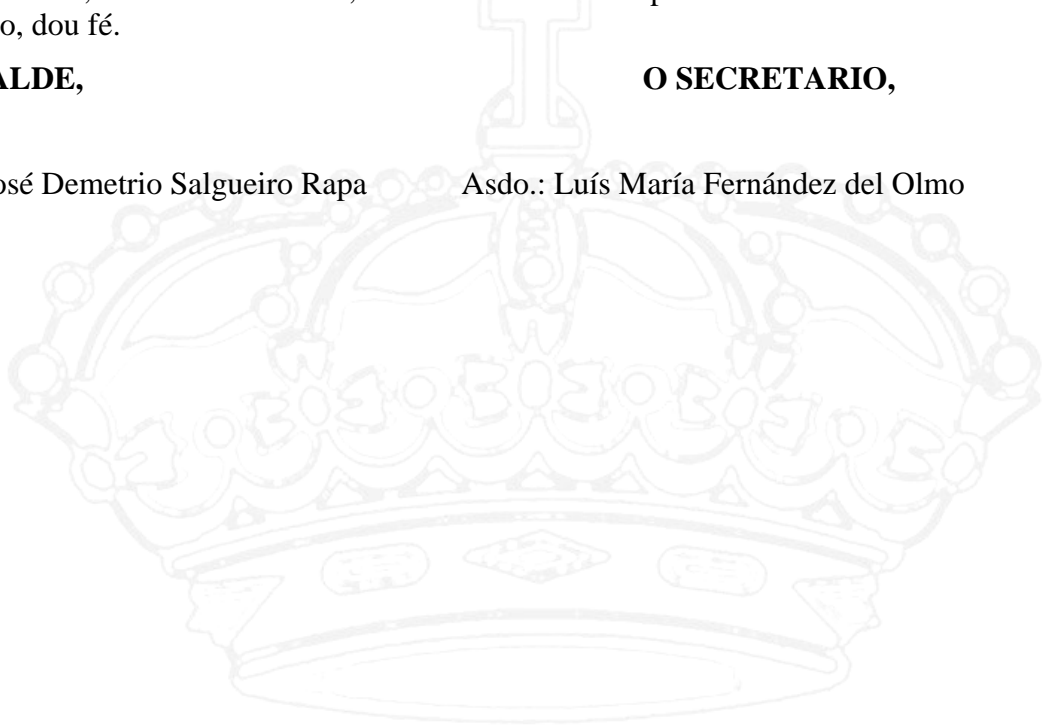 o, dou fé.
ALDE, O SECRETARIO,
osé Demetrio Salgueiro Rapa Asdo.: Luís María Fernández del Olmo